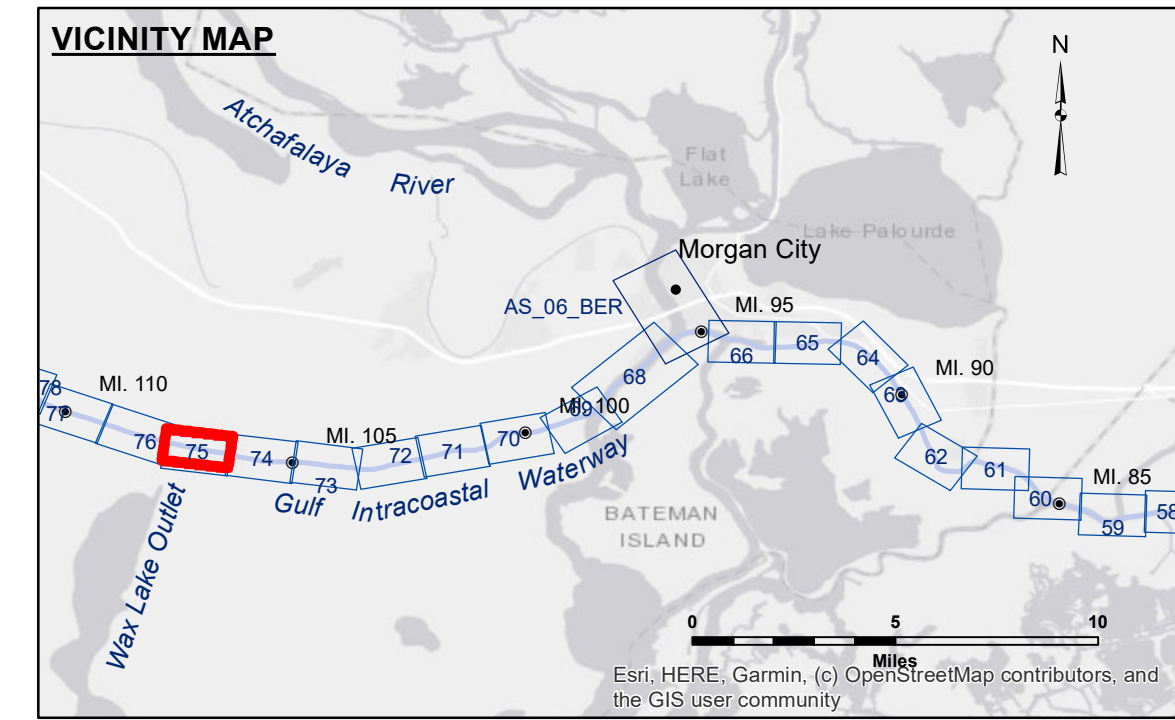 VICINITY MAP
N
Atchafalaya River
Flat
Lake
Lake Palourde
Morgan City
AS_06_BER
MI. 95
66
65
64
MI. 90
68
MI. 110
78
77
76
75
74
MI. 105
73
72
71
70
69
MI. 100
62
61
60
MI. 85
59
58
Gulf Intracoastal Waterway
Wax Lake Outlet
BATEMAN
ISLAND
0 5 10
Miles
Esri, HERE, Garmin, (c) OpenStreetMap contributors, and
the GIS user community